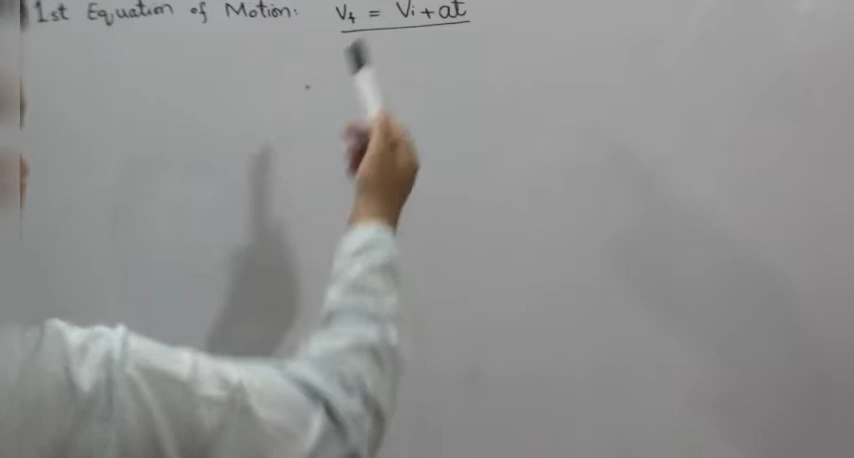 1st Equation of Motion: Vf = Vi + at